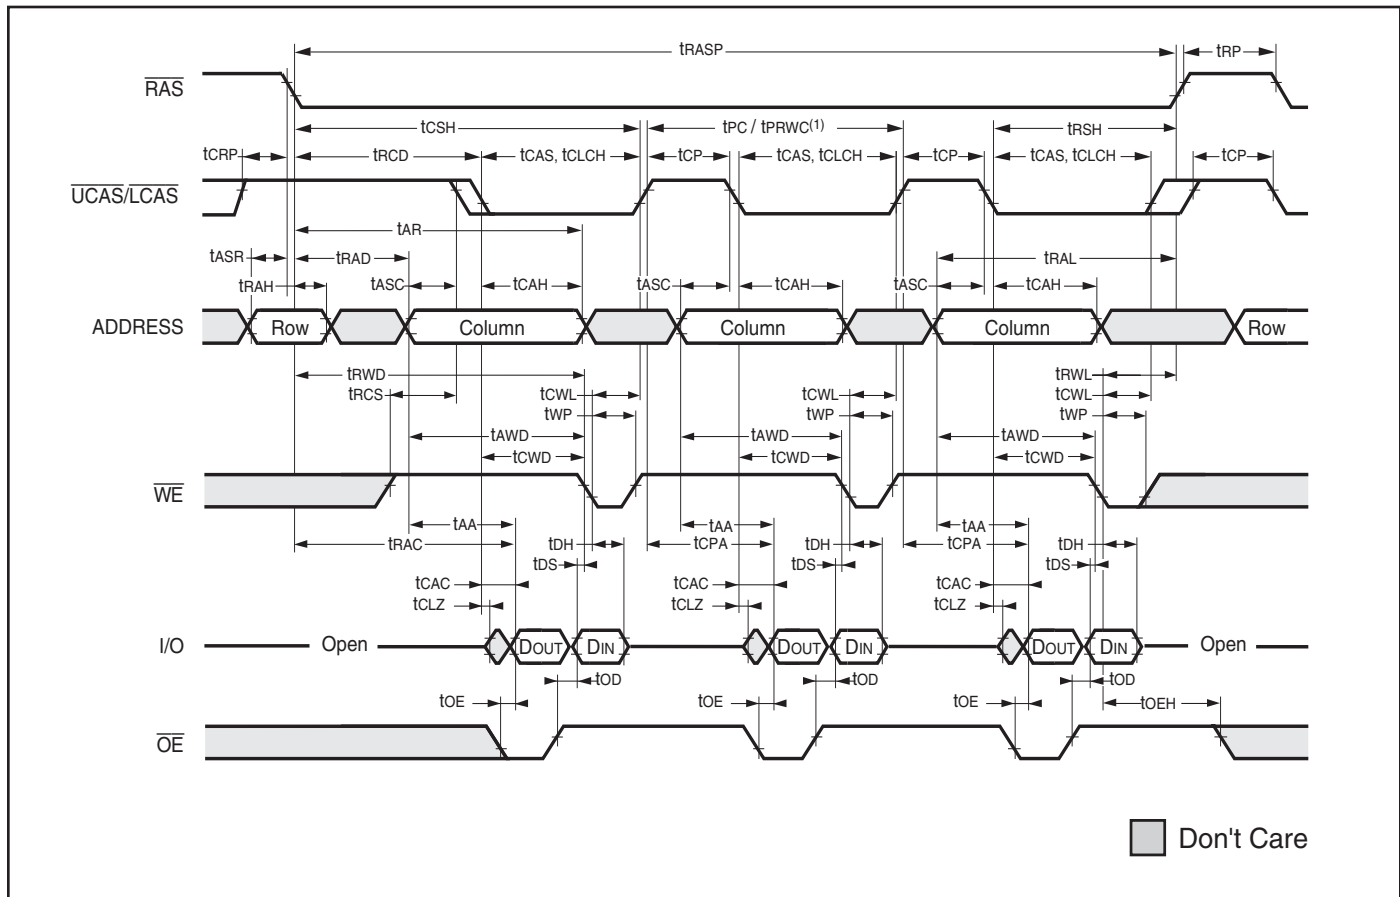 tRASP tRP
RAS
tCSH tPC / tPRWC(1) tRSH
tCRP tRCD tCAS, tCLCH tCP tCAS, tCLCH tCP tCAS, tCLCH tCP
UCAS/LCAS
tAR
tASR tRAD tRAL
tRAH tASC tCAH tASC tCAH tASC tCAH
ADDRESS Row Column Column Column Row
tRWD tRWL
tRCS tCWL tCWL tCWL
tWP tWP tWP
tAWD tAWD tAWD
tCWD tCWD tCWD
WE
tAA tAA tAA
tRAC tDH tCPA tDH tCPA tDH
tDS tDS tDS
tCAC tCAC tCAC
tCLZ tCLZ tCLZ
I/O Open DOUT DIN DOUT DIN DOUT DIN Open
tOD tOD tOD
tOE tOE tOE tOEH
OE
Don't Care